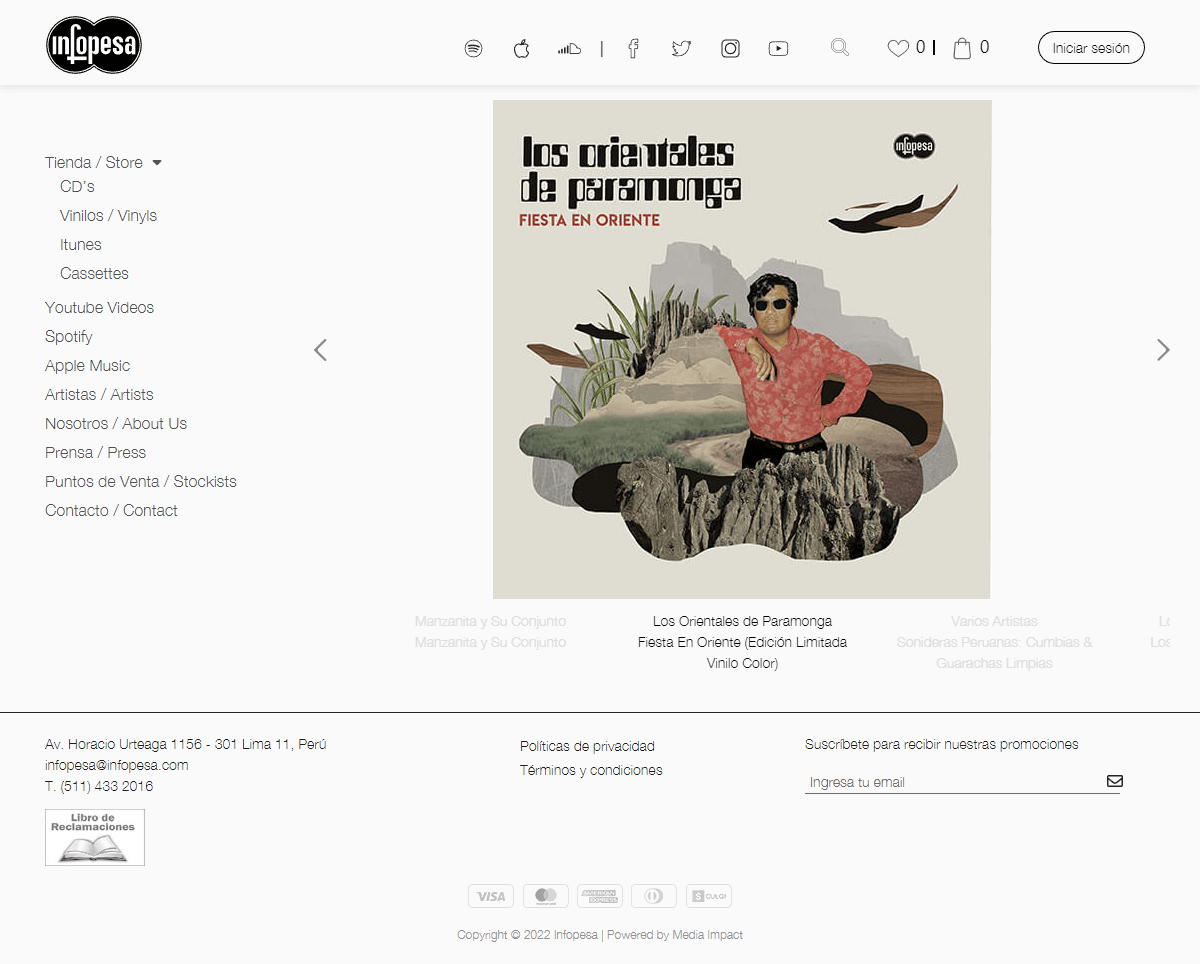 infopesa
|
0 |
0
Iniciar sesión
Tienda / Store
CD's
Vinilos / Vinyls
Itunes
Cassettes
Youtube Videos
Spotify
Apple Music
Artistas / Artists
Nosotros / About Us
Prensa / Press
Puntos de Venta / Stockists
Contacto / Contact
los orientales
de paramonga
FIESTA EN ORIENTE
infopesa
Manzanita y Su Conjunto
Manzanita y Su Conjunto
Los Orientales de Paramonga
Fiesta En Oriente (Edición Limitada
Vinilo Color)
Varios Artistas
Sonideras Peruanas: Cumbias &
Guarachas Limpias
Lo
Los
Av. Horacio Urteaga 1156 - 301 Lima 11, Perú
infopesa@infopesa.com
T. (511) 433 2016
Libro de
Reclamaciones
Políticas de privacidad
Términos y condiciones
Suscríbete para recibir nuestras promociones
Ingresa tu email
VISA
AMERICAN
EXPRESS
CULQI
Copyright © 2022 Infopesa | Powered by Media Impact